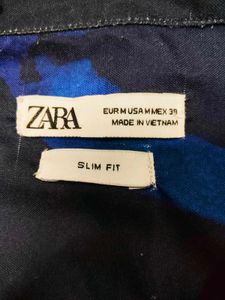 ZARA
EUR M USA M MEX 39
MADE IN VIETNAM
SLIM FIT